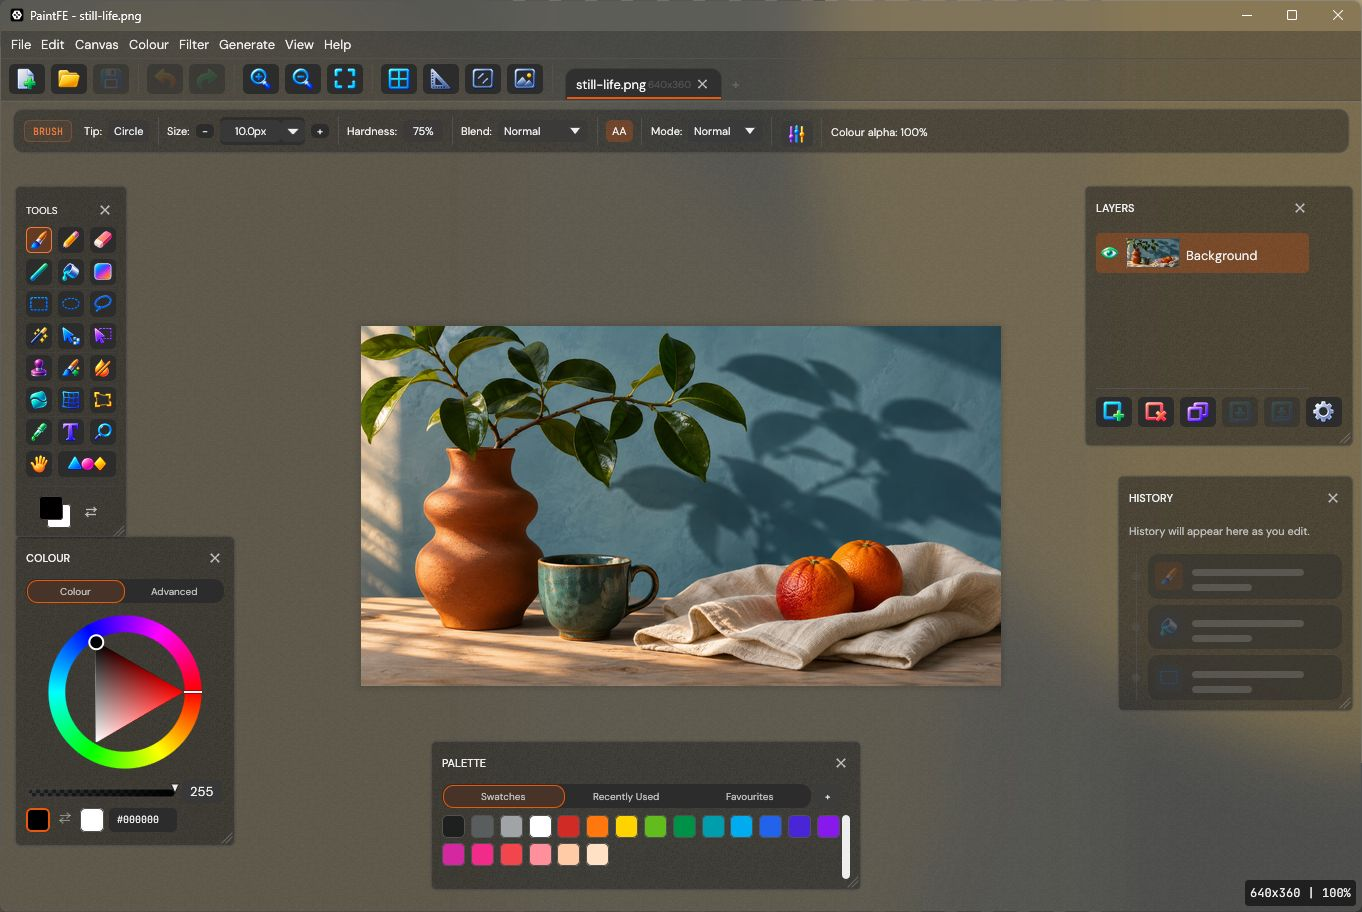 PaintFE - still-life.png
File Edit Canvas Colour Filter Generate View Help
still-life.png 640x360
BRUSH Tip: Circle Size: - 10.0px + Hardness: 75% Blend: Normal AA Mode: Normal Colour alpha: 100%
TOOLS
COLOUR
Colour Advanced
255
#000000
LAYERS
Background
HISTORY
History will appear here as you edit.
PALETTE
Swatches Recently Used Favourites +
640x360 | 100%